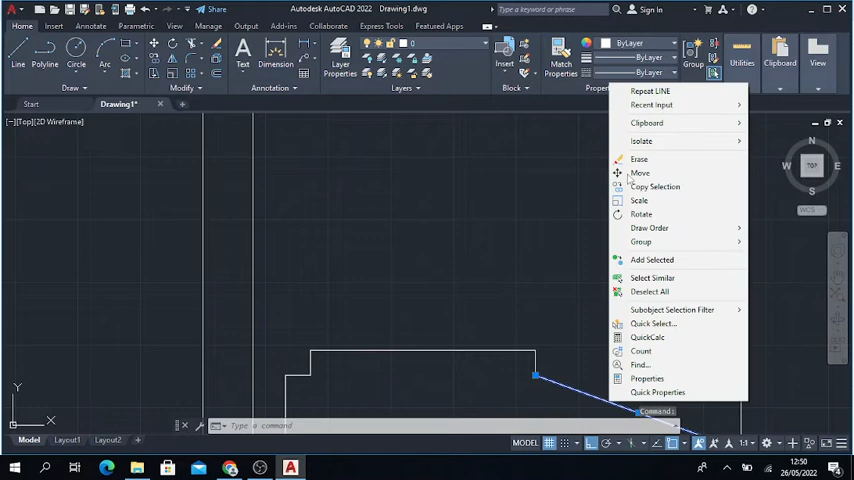 Share
Autodesk AutoCAD 2022 Drawing1.dwg
Type a keyword or phrase
Sign In
Home
Insert
Annotate
Parametric
View
Manage
Output
Add-ins
Collaborate
Express Tools
Featured Apps
0
ByLayer
ByLayer
ByLayer
Line
Polyline
Circle
Arc
Text
Dimension
Layer
Properties
Insert
Match
Properties
Group
Utilities
Clipboard
View
Draw
Modify
Annotation
Layers
Block
Start
Drawing1*
[−][Top][2D Wireframe]
Repeat LINE
Recent Input
Clipboard
Isolate
Erase
Move
Copy Selection
Scale
Rotate
Draw Order
Group
Add Selected
Select Similar
Deselect All
Subobject Selection Filter
Quick Select...
QuickCalc
Count
Find...
Properties
Quick Properties
N
W
TOP
E
S
WCS
Y
X
Command:
Type a command
Model
Layout1
Layout2
MODEL
1:1
12:50
26/05/2022